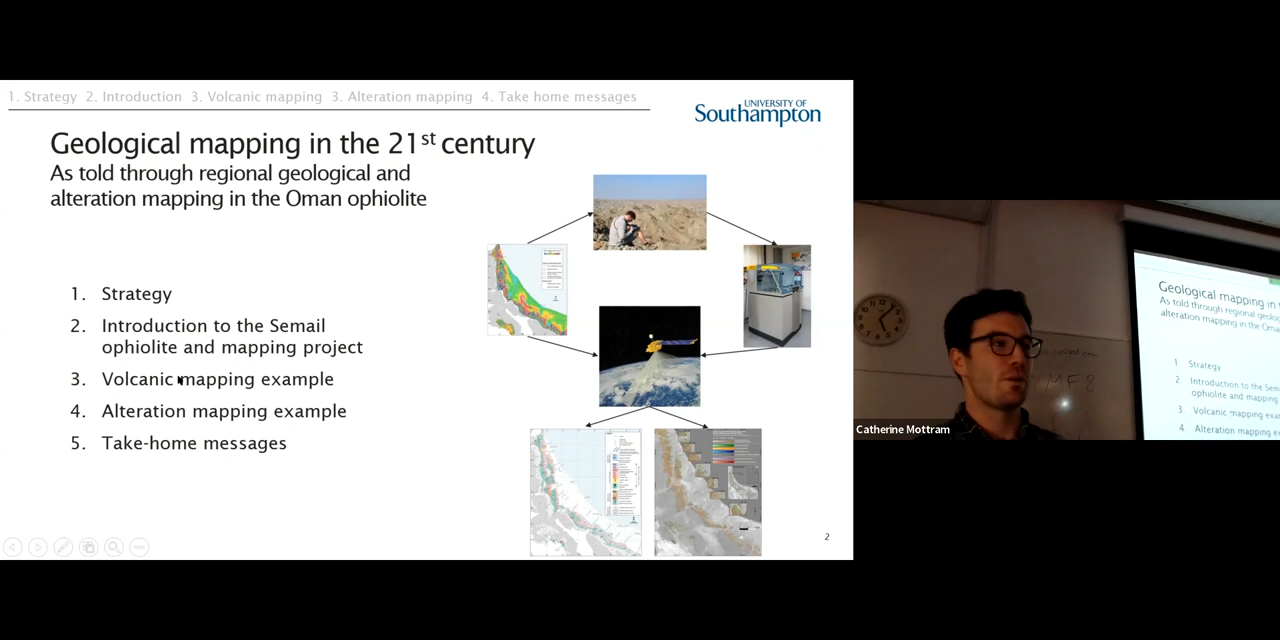 1. Strategy 2. Introduction 3. Volcanic mapping 3. Alteration mapping 4. Take home messages
UNIVERSITY OF
Southampton
Geological mapping in the 21st century
As told through regional geological and
alteration mapping in the Oman ophiolite
1. Strategy
2. Introduction to the Semail
ophiolite and mapping project
3. Volcanic mapping example
4. Alteration mapping example
5. Take-home messages
2
Catherine Mottram
Geological mapping in
As told through regional geolo
alteration mapping in the Oma
1. Strategy
2. Introduction to the Sem
ophiolite and mapping
3. Volcanic mapping exa
4. Alteration mapping e